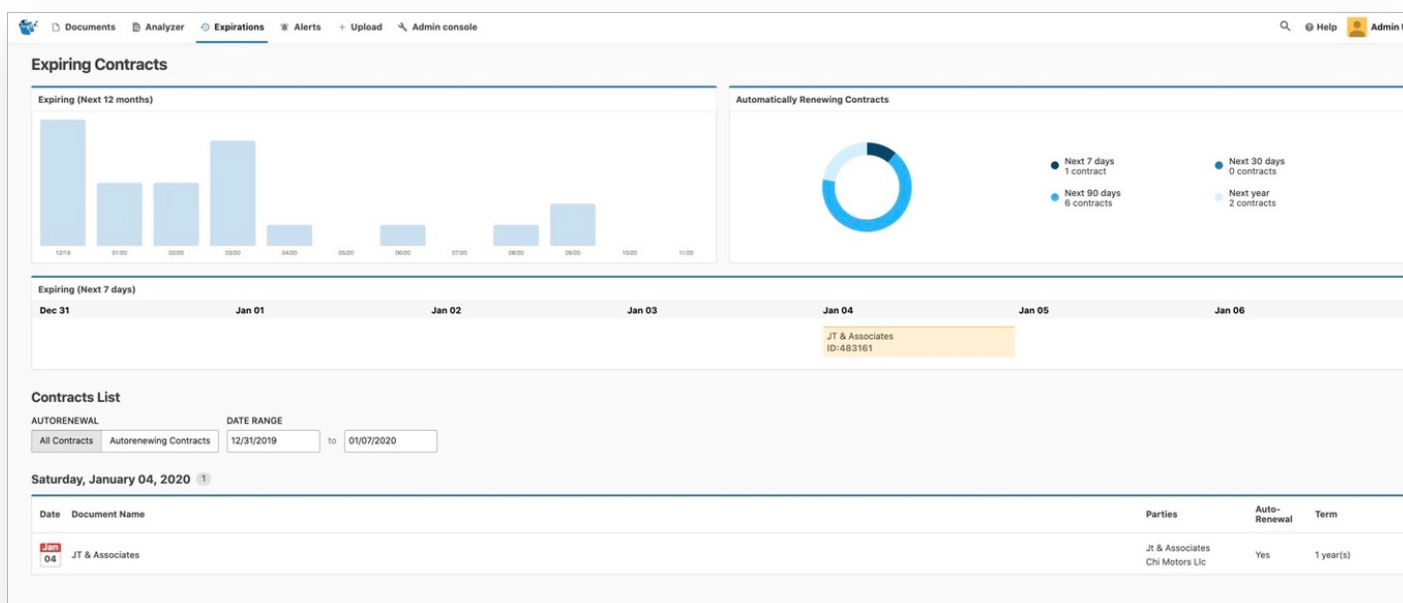 Documents Analyzer Expirations Alerts + Upload Admin console Help Admin
Expiring Contracts
Expiring (Next 12 months)
12/19 01/20 02/20 03/20 04/20 05/20 06/20 07/20 08/20 09/20 10/20 11/20
Automatically Renewing Contracts
Next 7 days
1 contract
Next 30 days
0 contracts
Next 90 days
6 contracts
Next year
2 contracts
Expiring (Next 7 days)
Dec 31 Jan 01 Jan 02 Jan 03 Jan 04 Jan 05 Jan 06
JT & Associates
ID:483161
Contracts List
AUTORENEWAL DATE RANGE
All Contracts Autorenewing Contracts 12/31/2019 to 01/07/2020
Saturday, January 04, 2020 1
Date Document Name Parties Auto-Renewal Term
Jan
04 JT & Associates Jt & Associates Yes 1 year(s)
Chi Motors Llc